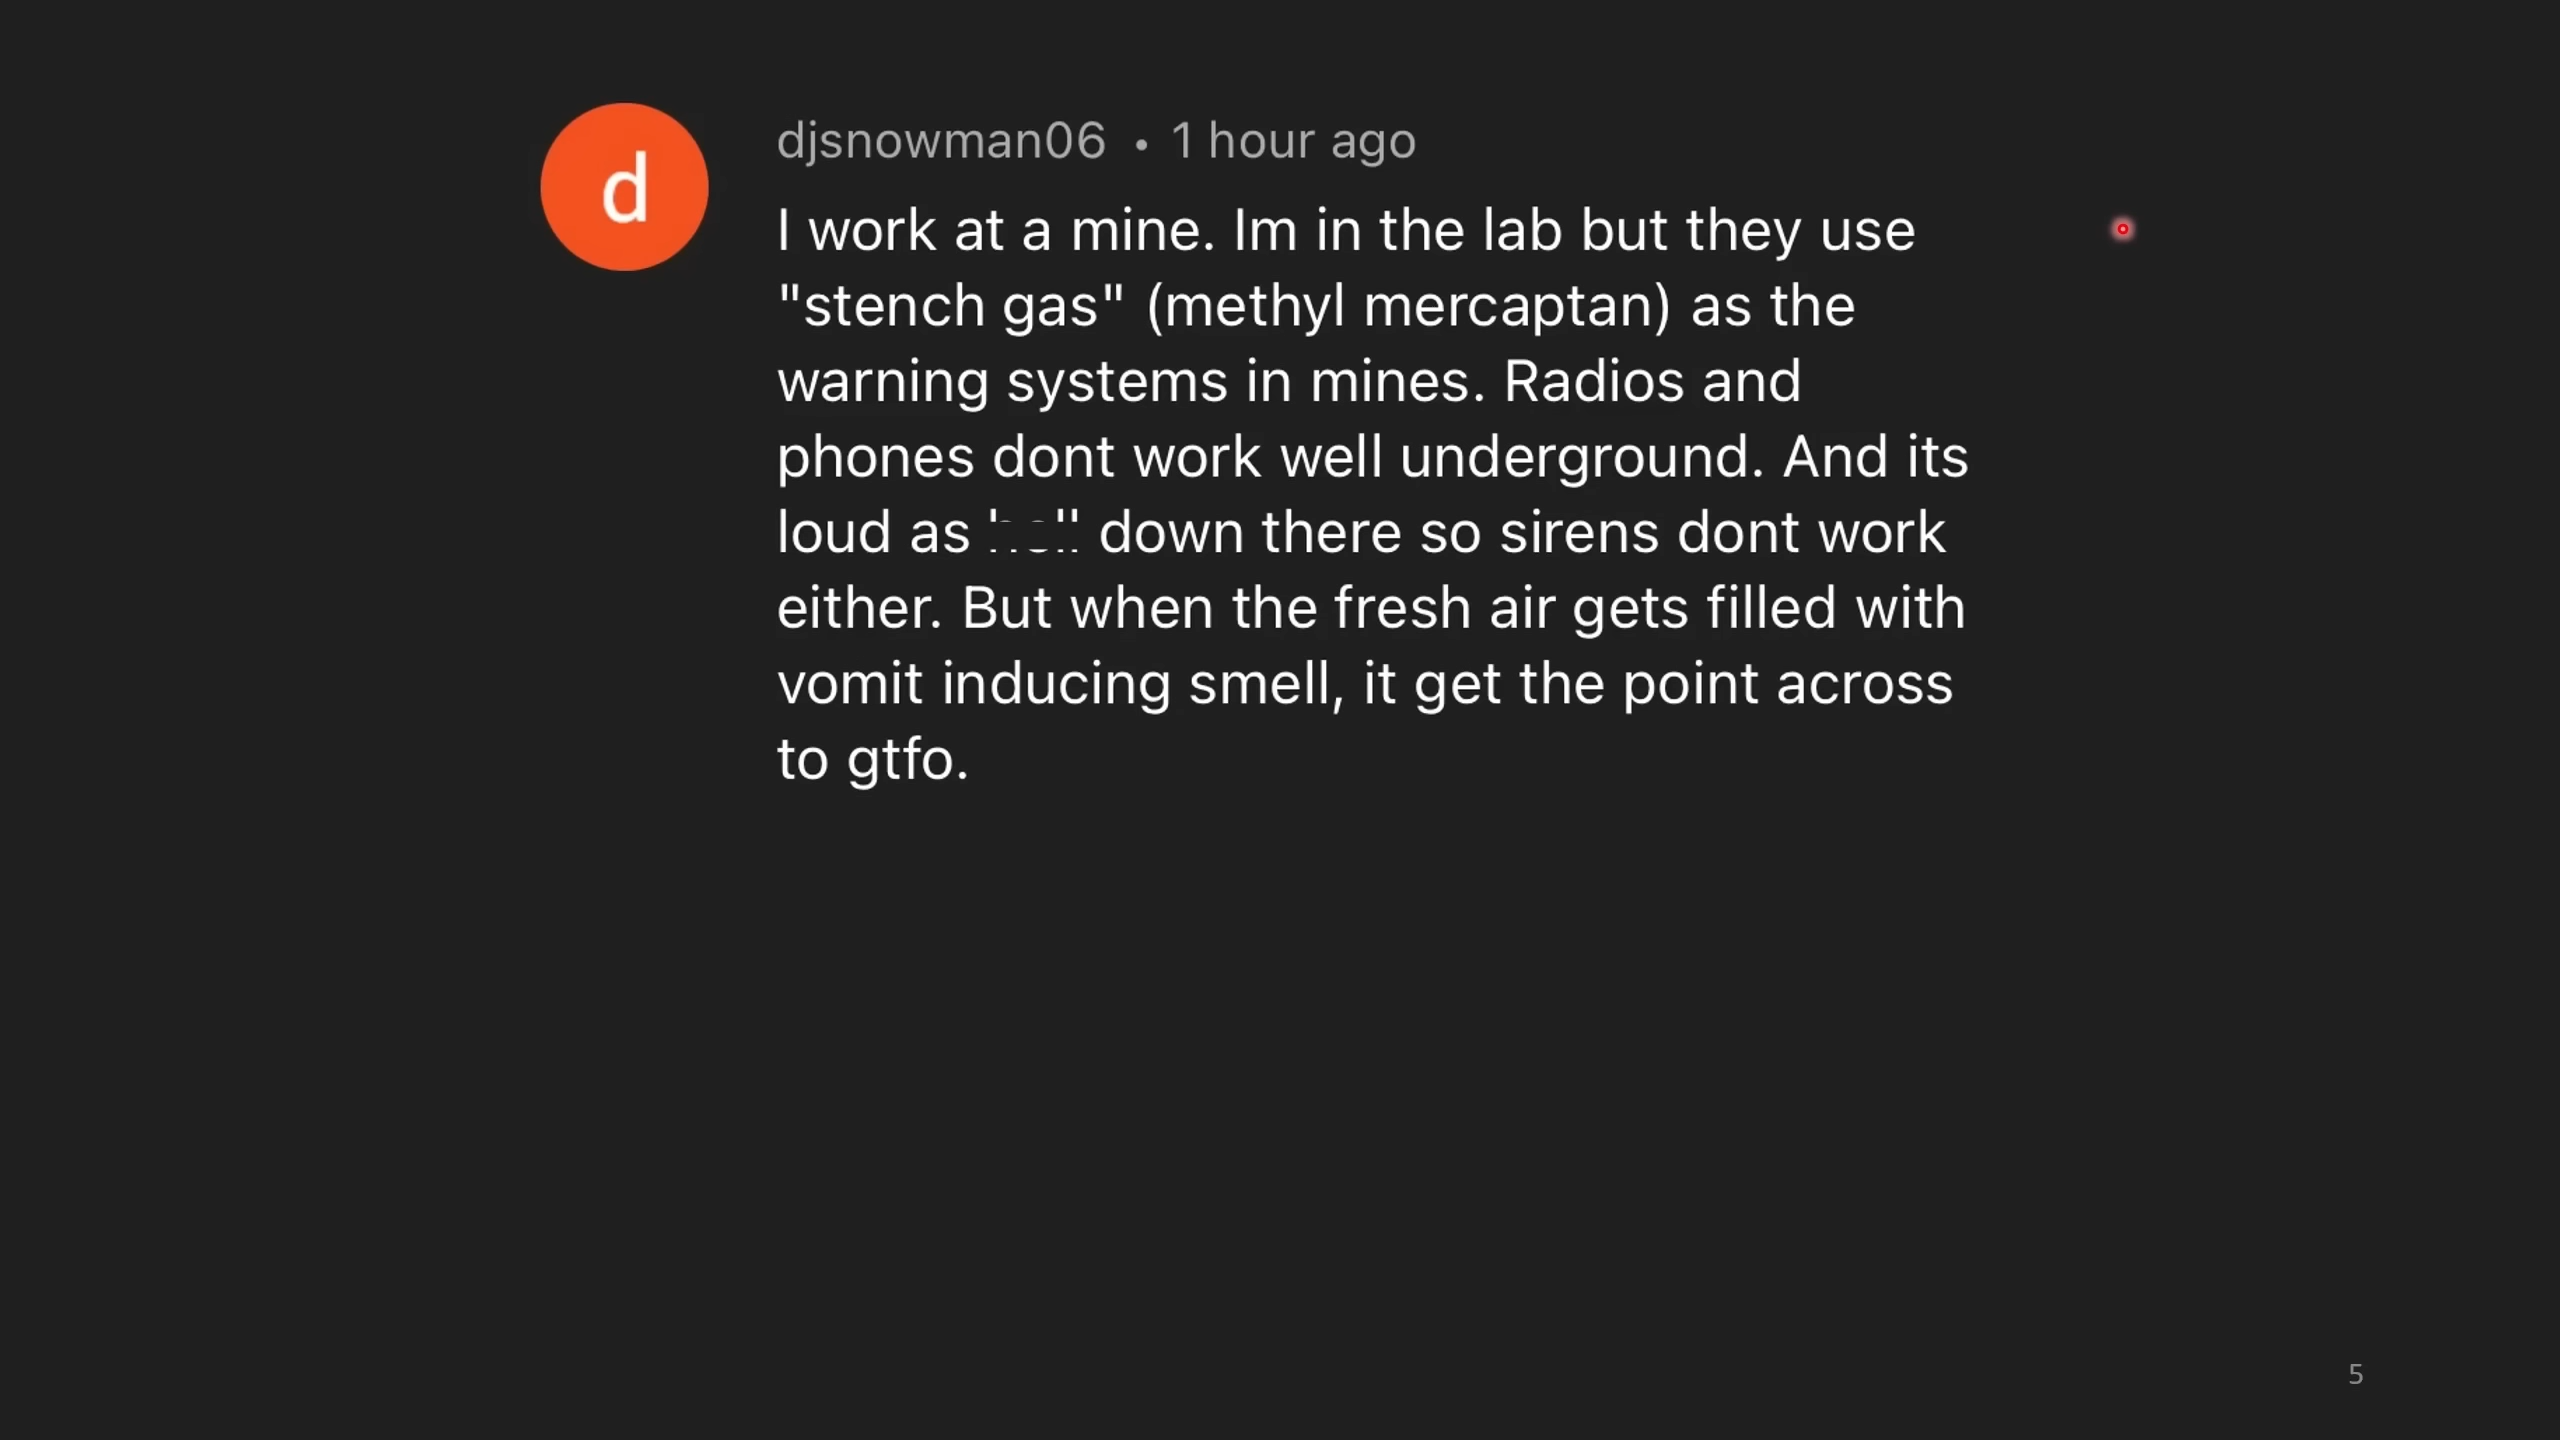 d
djsnowman06 • 1 hour ago
I work at a mine. Im in the lab but they use
"stench gas" (methyl mercaptan) as the
warning systems in mines. Radios and
phones dont work well underground. And its
loud as hell down there so sirens dont work
either. But when the fresh air gets filled with
vomit inducing smell, it get the point across
to gtfo.
5